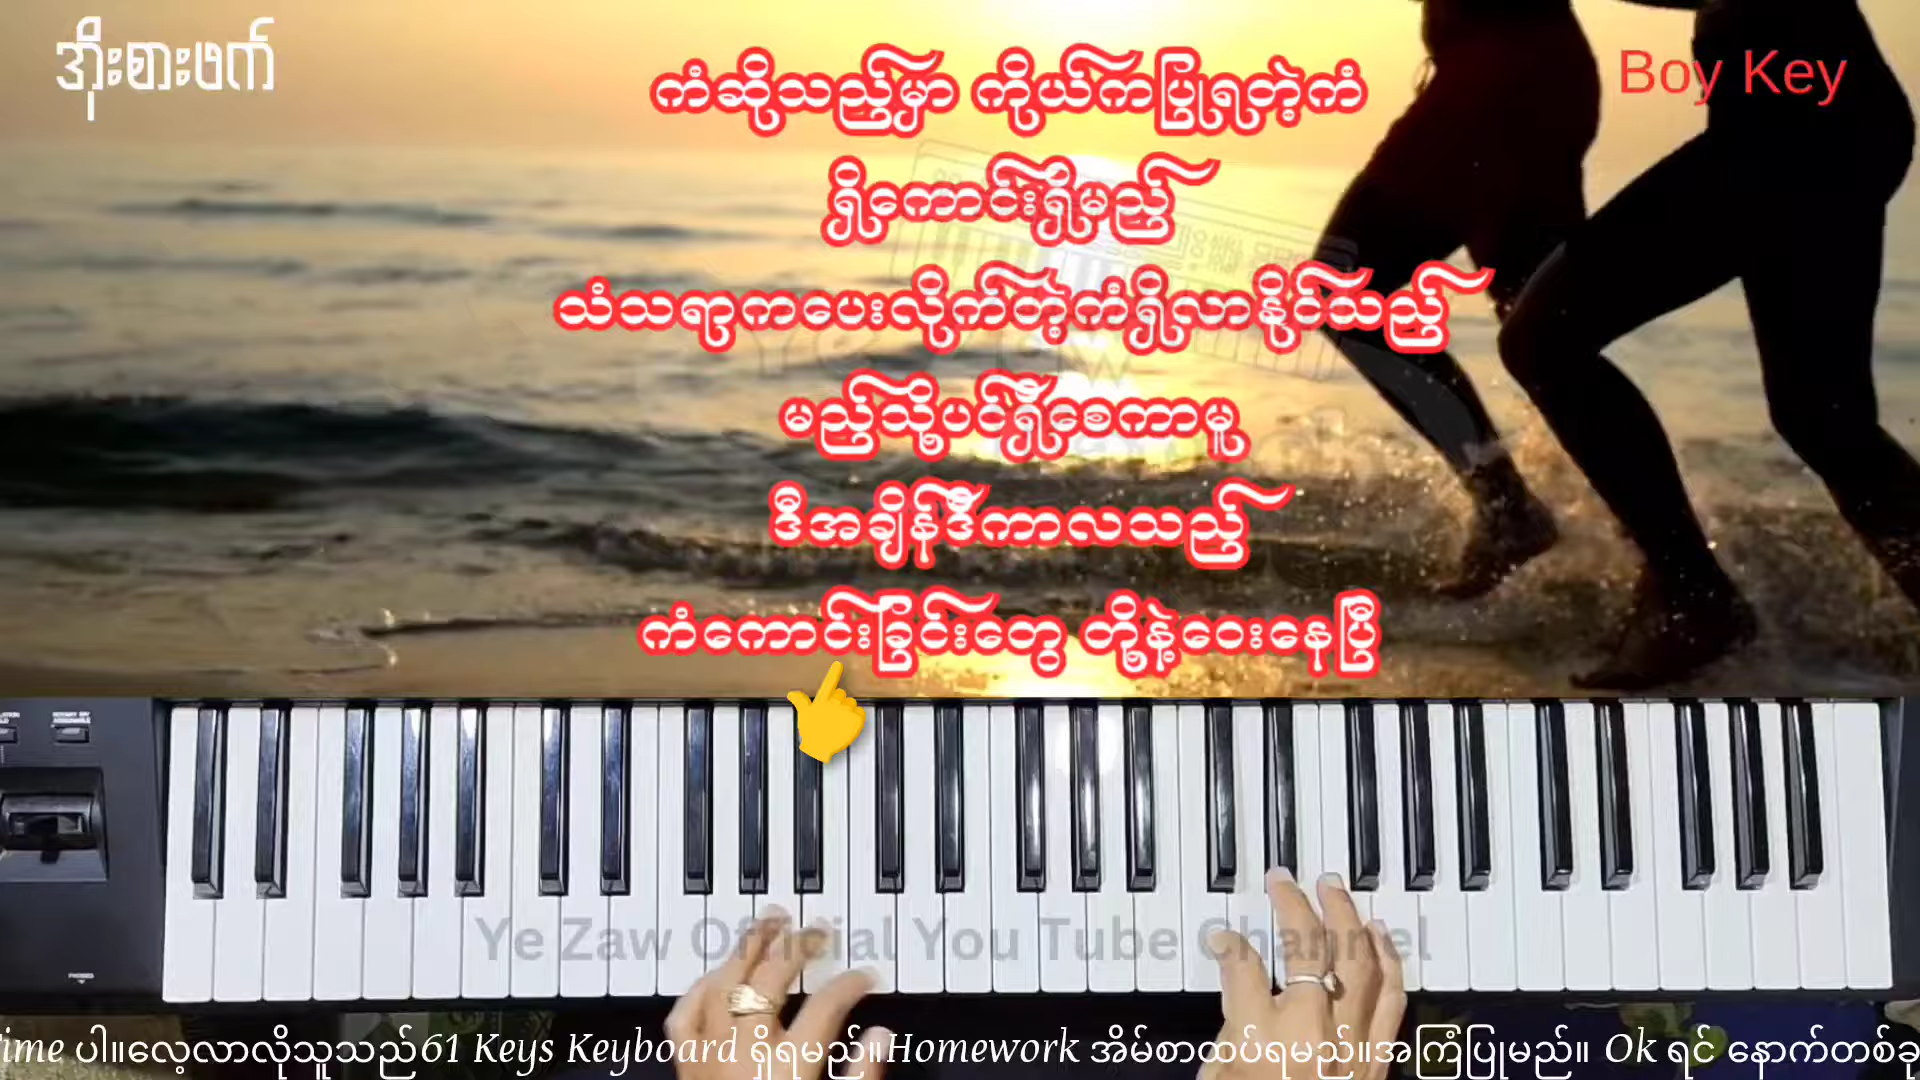 အိုးစားဖက်
Boy Key
ကံဆိုသည်မှာ ကိုယ်ကပြုရတဲ့ကံ
ရှိကောင်းရှိမည်
သံသရာကပေးလိုက်တဲ့ကံရှိလာနိုင်သည်
မည်သို့ပင်ရှိစေကာမူ
ဒီအချိန်ဒီကာလသည်
ကံကောင်းခြင်းတွေ တို့နဲ့ဝေးနေပြီ
Ye Zaw Official You Tube Channel
ime ပါ။လေ့လာလိုသူသည်61 Keys Keyboard ရှိရမည်။Homework အိမ်စာထပ်ရမည်။အကြံပြုမည်။ Ok ရင် နောက်တစ်ခု